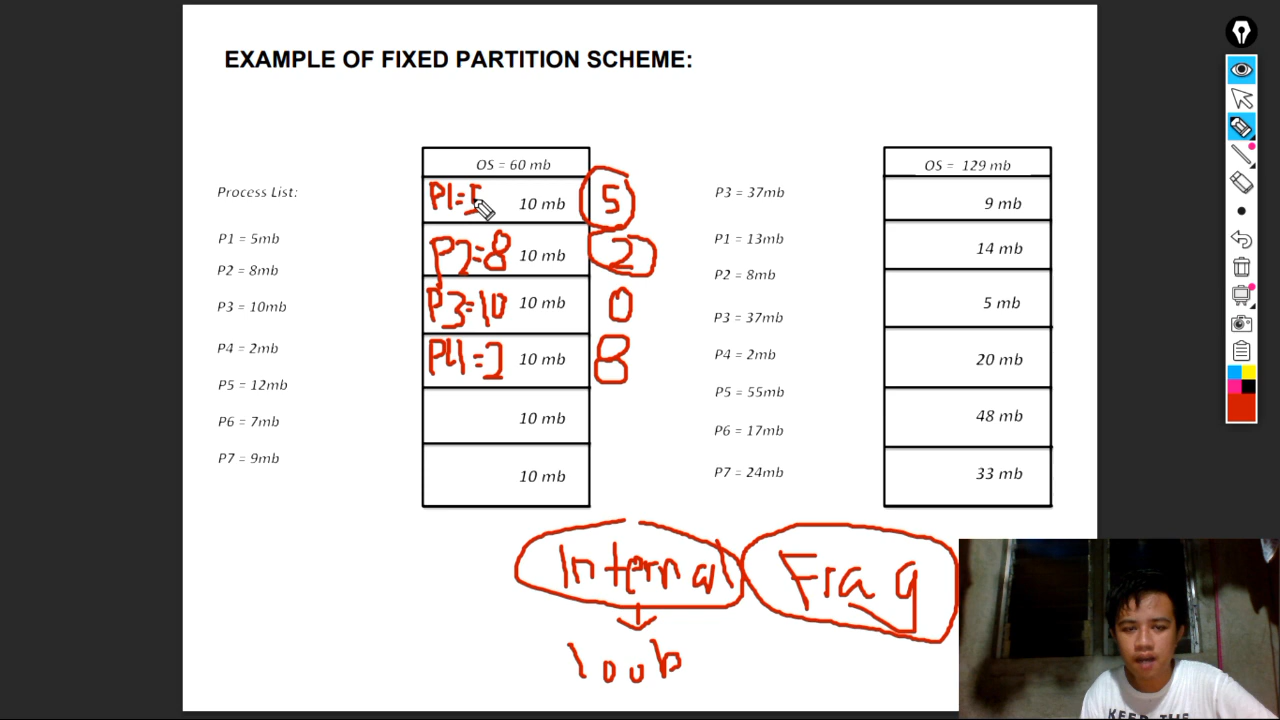 EXAMPLE OF FIXED PARTITION SCHEME:
Process List:
P1 = 5mb
P2 = 8mb
P3 = 10mb
P4 = 2mb
P5 = 12mb
P6 = 7mb
P7 = 9mb
OS = 60 mb
P1=5 10 mb 5
P2=8 10 mb 2
P3=10 10 mb 0
P4=2 10 mb 8
10 mb
10 mb
P3 = 37mb
P1 = 13mb
P2 = 8mb
P3 = 37mb
P4 = 2mb
P5 = 55mb
P6 = 17mb
P7 = 24mb
OS = 129 mb
9 mb
14 mb
5 mb
20 mb
48 mb
33 mb
Internal Frag
loob
KEEP THE